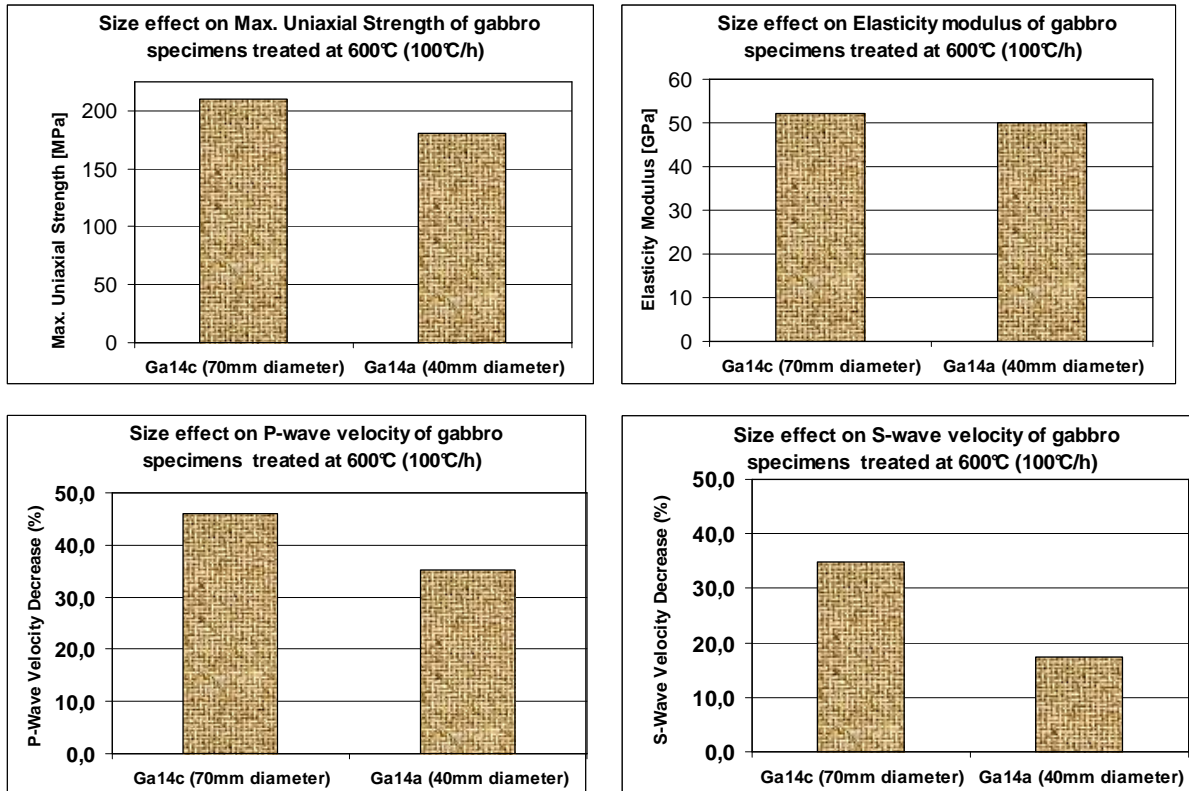 Size effect on Max. Uniaxial Strength of gabbro
specimens treated at 600°C (100°C/h)
Max. Uniaxial Strength [MPa]
200
150
100
50
0
Ga14c (70mm diameter) Ga14a (40mm diameter)
Size effect on Elasticity modulus of gabbro
specimens treated at 600°C (100°C/h)
Elasticity Modulus [GPa]
60
50
40
30
20
10
0
Ga14c (70mm diameter) Ga14a (40mm diameter)
Size effect on P-wave velocity of gabbro
specimens treated at 600°C (100°C/h)
P-Wave Velocity Decrease (%)
50,0
40,0
30,0
20,0
10,0
0,0
Ga14c (70mm diameter) Ga14a (40mm diameter)
Size effect on S-wave velocity of gabbro
specimens treated at 600°C (100°C/h)
S-Wave Velocity Decrease (%)
50,0
40,0
30,0
20,0
10,0
0,0
Ga14c (70mm diameter) Ga14a (40mm diameter)